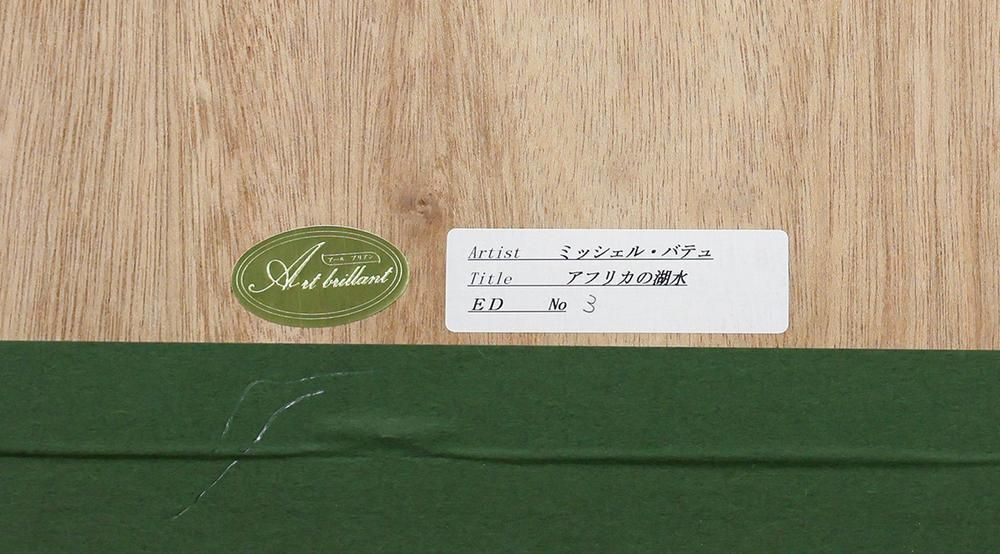 アール ブリアン
Art brillant
Artist ミッシェル・バテュ
Title アフリカの湖水
ED No 3